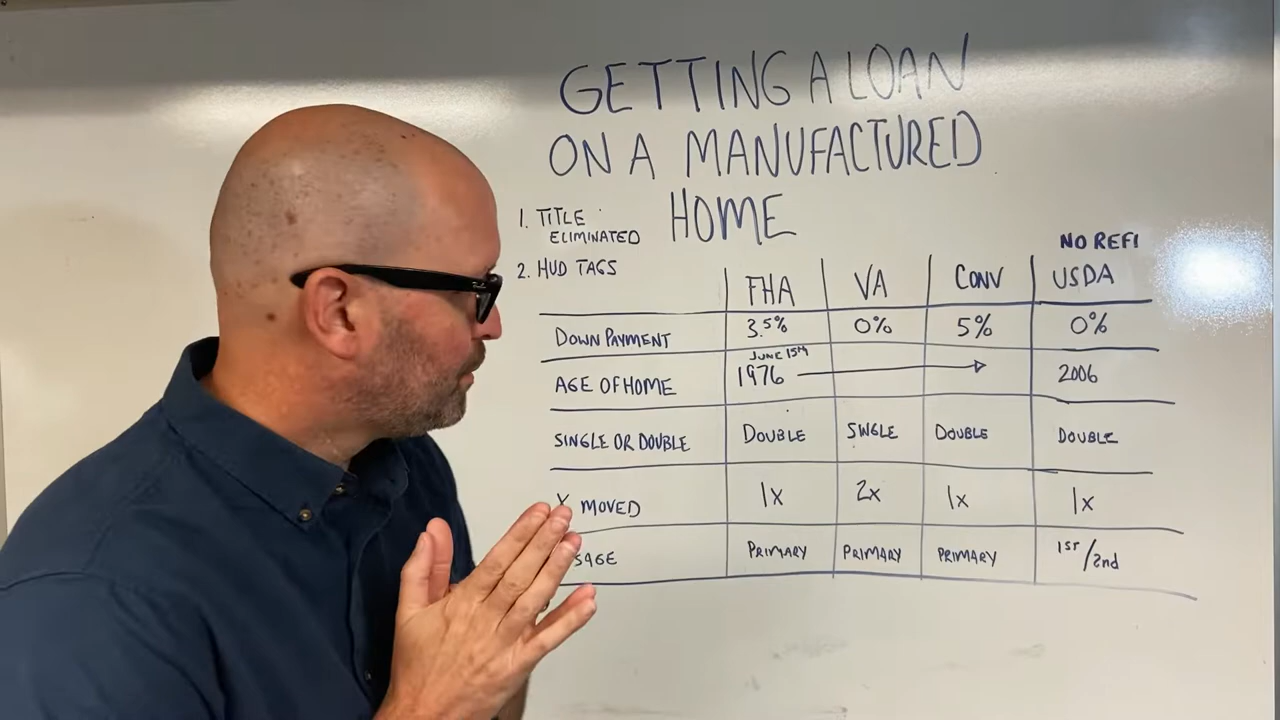 GETTING A LOAN
ON A MANUFACTURED
HOME
1. TITLE
ELIMINATED
2. HUD TAGS
NO REFI
FHA VA CONV USDA
DOWN PAYMENT 3.5% 0% 5% 0%
JUNE 15TH
AGE OF HOME 1976 → 2006
SINGLE OR DOUBLE DOUBLE SINGLE DOUBLE DOUBLE
X MOVED 1X 2X 1X 1X
PRIMARY PRIMARY PRIMARY 1ST/2nd